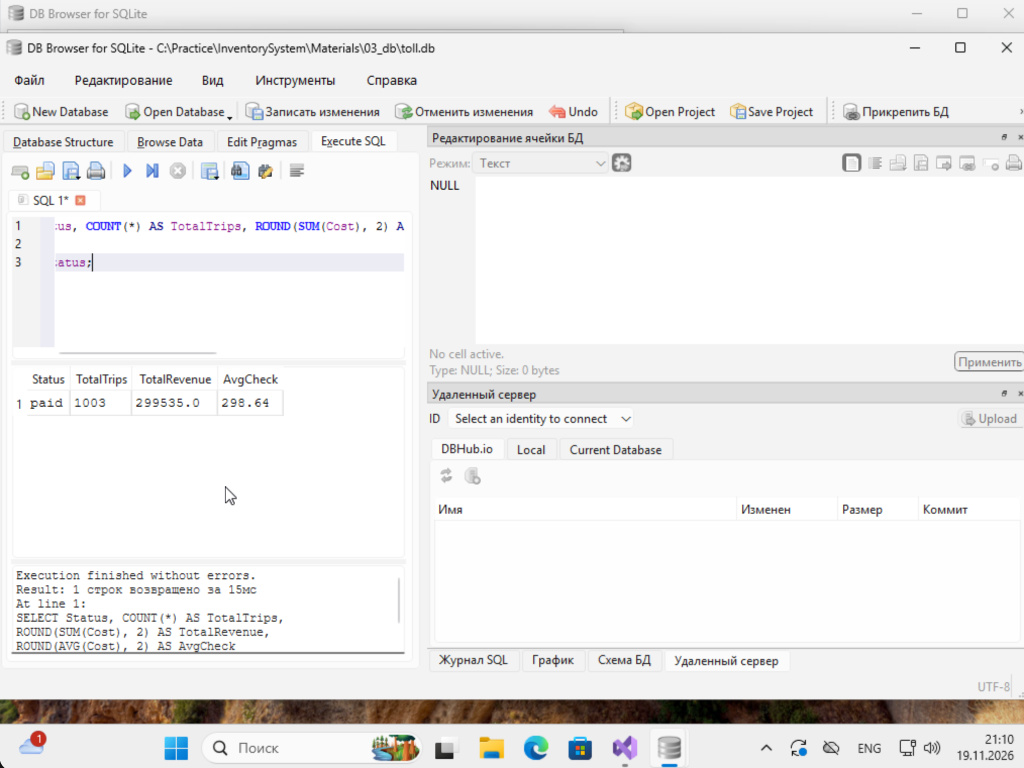 DB Browser for SQLite
DB Browser for SQLite - C:\Practice\InventorySystem\Materials\03_db\toll.db
Файл Редактирование Вид Инструменты Справка
New Database Open Database Записать изменения Отменить изменения Undo Open Project Save Project Прикрепить БД
Database Structure Browse Data Edit Pragmas Execute SQL
Редактирование ячейки БД
Режим: Текст
NULL
SQL 1*
1 tus, COUNT(*) AS TotalTrips, ROUND(SUM(Cost), 2) A
2
3 tatus;
Status TotalTrips TotalRevenue AvgCheck
1 paid 1003 299535.0 298.64
No cell active.
Type: NULL; Size: 0 bytes
Применить
Удаленный сервер
ID Select an identity to connect Upload
DBHub.io Local Current Database
Имя Изменен Размер Коммит
Execution finished without errors.
Result: 1 строк возвращено за 15мс
At line 1:
SELECT Status, COUNT(*) AS TotalTrips,
ROUND(SUM(Cost), 2) AS TotalRevenue,
ROUND(AVG(Cost), 2) AS AvgCheck
Журнал SQL График Схема БД Удаленный сервер
UTF-8
1
Поиск
ENG
21:10
19.11.2026